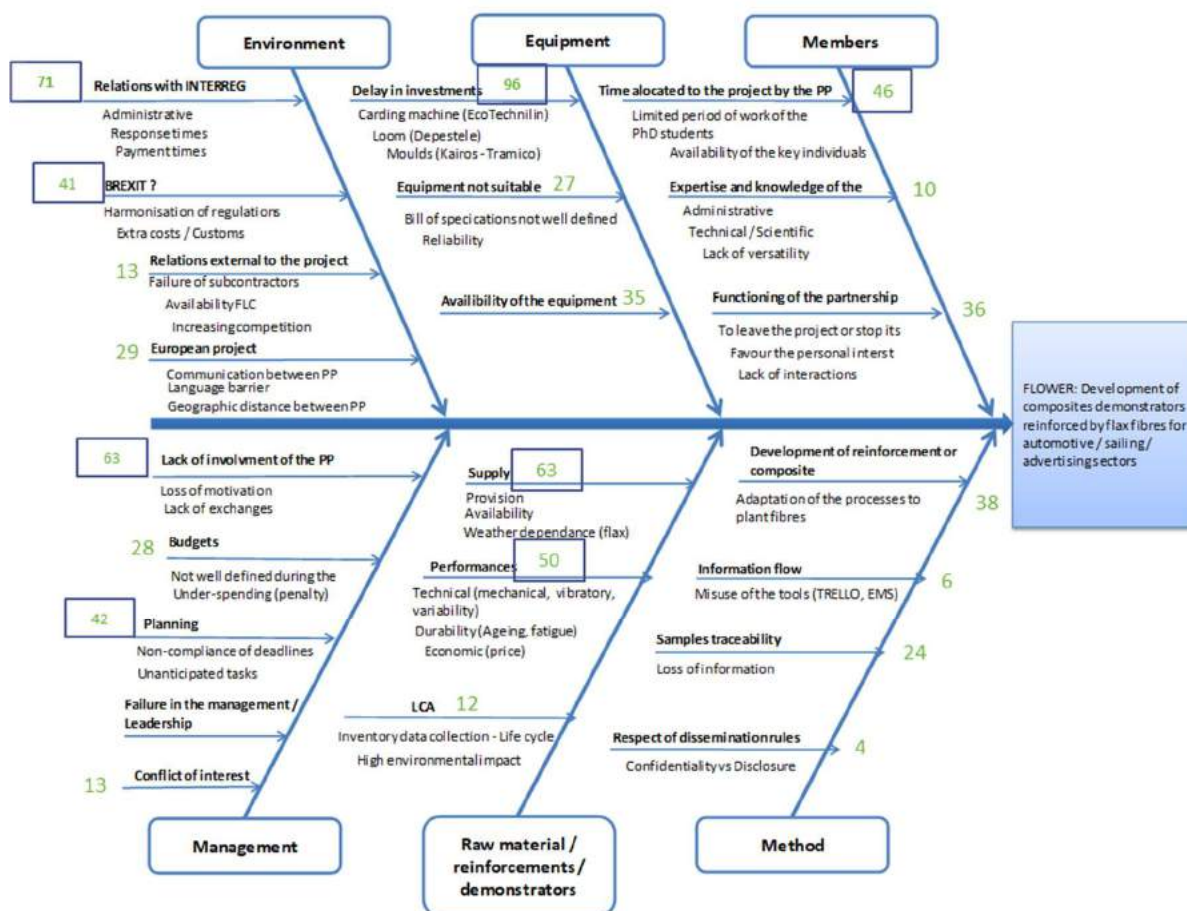 Environment
Equipment
Members
71
Relations with INTERREG
Administrative
Response times
Payment times
41
BREXIT ?
Harmonisation of regulations
Extra costs / Customs
13
Relations external to the project
Failure of subcontractors
Availability FLC
Increasing competition
29
European project
Communication between PP
Language barrier
Geographic distance between PP
Delay in investments
96
Carding machine (EcoTechnilin)
Loom (Depestele)
Moulds (Kairos - Tramico)
Equipment not suitable
27
Bill of specications not well defined
Reliability
Availibility of the equipment
35
Time alocated to the project by the PP
46
Limited period of work of the
PhD students
Availability of the key individuals
Expertise and knowledge of the
10
Administrative
Technical / Scientific
Lack of versatility
Functioning of the partnership
36
To leave the project or stop its
Favour the personal interst
Lack of interactions
FLOWER: Development of
composites demonstrators
reinforced by flax fibres for
automotive / sailing /
advertising sectors
63
Lack of involvment of the PP
Loss of motivation
Lack of exchanges
28
Budgets
Not well defined during the
Under-spending (penalty)
42
Planning
Non-compliance of deadlines
Unanticipated tasks
Failure in the management /
Leadership
13
Conflict of interest
Supply
63
Provision
Availability
Weather dependance (flax)
Performances
50
Technical (mechanical, vibratory,
variability)
Durability (Ageing, fatigue)
Economic (price)
LCA
12
Inventory data collection - Life cycle
High environmental impact
Development of reinforcement or
composite
38
Adaptation of the processes to
plant fibres
Information flow
6
Misuse of the tools (TRELLO, EMS)
Samples traceability
24
Loss of information
Respect of dissemination rules
4
Confidentiality vs Disclosure
Management
Raw material /
reinforcements /
demonstrators
Method